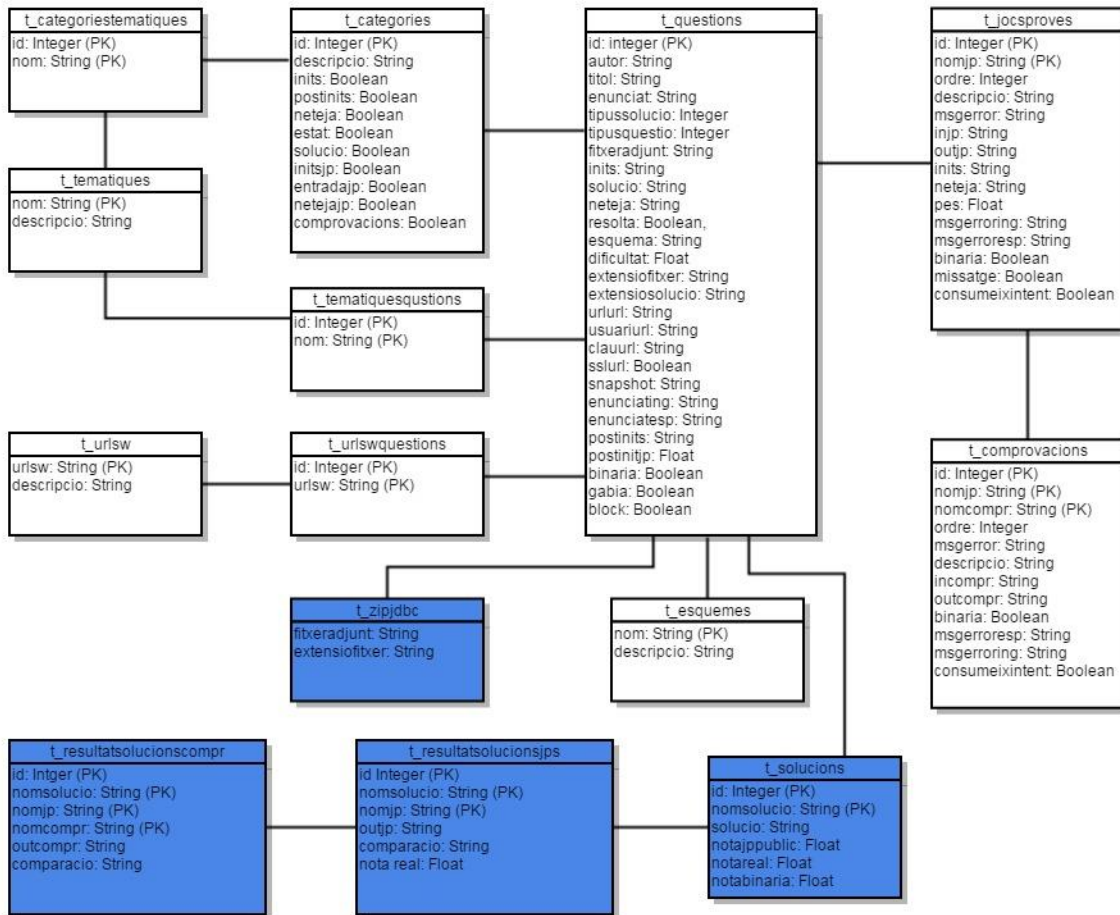 t_categoriestematiques
id: Integer (PK)
nom: String (PK)
t_categories
id: Integer (PK)
descripcio: String
inits: Boolean
postinits: Boolean
neteja: Boolean
estat: Boolean
solucio: Boolean
initsjp: Boolean
entradajp: Boolean
netejajp: Boolean
comprovacions: Boolean
t_questions
id: integer (PK)
autor: String
titol: String
enunciat: String
tipussolucio: Integer
tipusquestio: Integer
fitxeradjunt: String
inits: String
solucio: String
neteja: String
resolta: Boolean,
esquema: String
dificultat: Float
extensiofitxer: String
extensiosolucio: String
urlurl: String
usuariurl: String
clauurl: String
sslurl: Boolean
snapshot: String
enunciating: String
enunciatesp: String
postinits: String
postinitjp: Float
binaria: Boolean
gabia: Boolean
block: Boolean
t_jocsproves
id: Integer (PK)
nomjp: String (PK)
ordre: Integer
descripcio: String
msgerror: String
injp: String
outjp: String
inits: String
neteja: String
pes: Float
msgerroring: String
msgerroresp: String
binaria: Boolean
missatge: Boolean
consumeixintent: Boolean
t_tematiques
nom: String (PK)
descripcio: String
t_tematiquesqustions
id: Integer (PK)
nom: String (PK)
t_urlsw
urlsw: String (PK)
descripcio: String
t_urlswquestions
id: Integer (PK)
urlsw: String (PK)
t_comprovacions
id: Integer (PK)
nomjp: String (PK)
nomcompr: String (PK)
ordre: Integer
msgerror: String
descripcio: String
incompr: String
outcompr: String
binaria: Boolean
msgerroresp: String
msgerroring: String
consumeixintent: Boolean
t_zipjdbc
fitxeradjunt: String
extensiofitxer: String
t_esquemes
nom: String (PK)
descripcio: String
t_resultatsolucionscompr
id: Intger (PK)
nomsolucio: String (PK)
nomjp: String (PK)
nomcompr: String (PK)
outcompr: String
comparacio: String
t_resultatsolucionsjps
id Integer (PK)
nomsolucio: String (PK)
nomjp: String (PK)
outjp: String
comparacio: String
nota real: Float
t_solucions
id: Integer (PK)
nomsolucio: String (PK)
solucio: String
notajppublic: Float
notareal: Float
notabinaria: Float